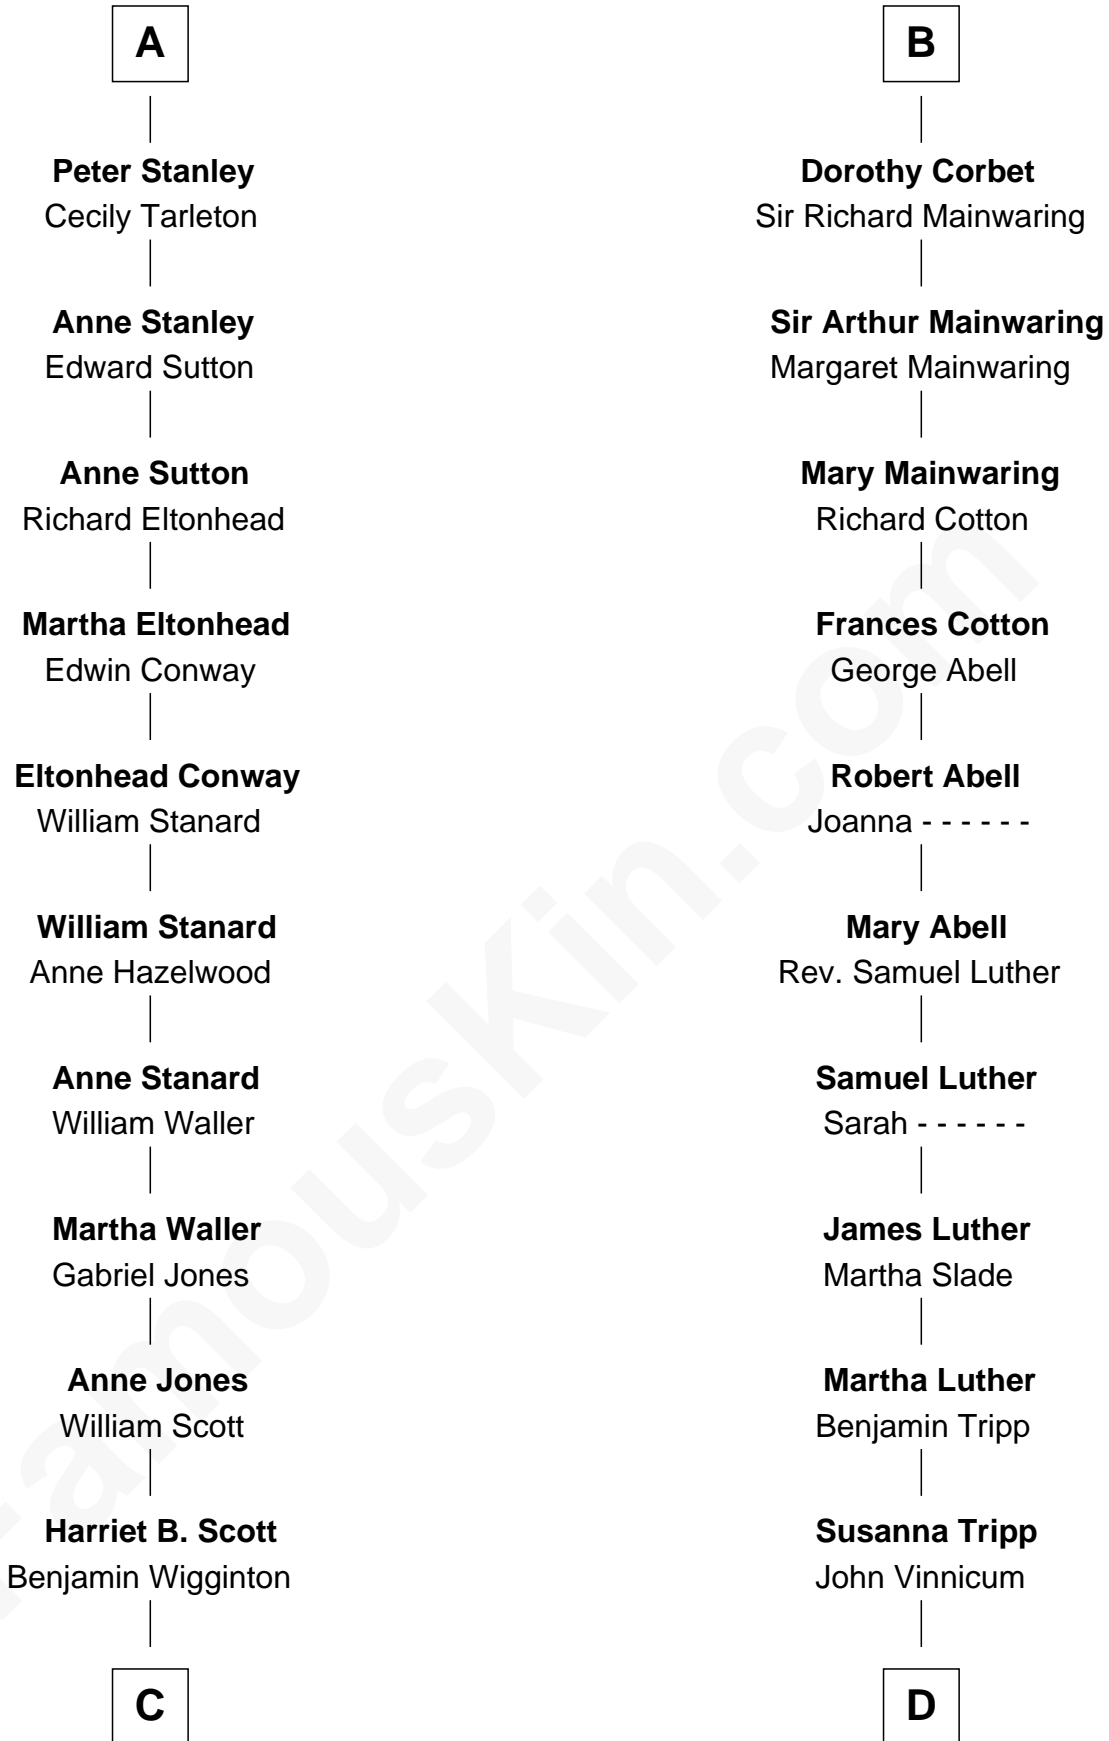 A
Peter Stanley
Cecily Tarleton
Anne Stanley
Edward Sutton
Anne Sutton
Richard Eltonhead
Martha Eltonhead
Edwin Conway
Eltonhead Conway
William Stanard
William Stanard
Anne Hazelwood
Anne Stanard
William Waller
Martha Waller
Gabriel Jones
Anne Jones
William Scott
Harriet B. Scott
Benjamin Wigginton
C
B
Dorothy Corbet
Sir Richard Mainwaring
Sir Arthur Mainwaring
Margaret Mainwaring
Mary Mainwaring
Richard Cotton
Frances Cotton
George Abell
Robert Abell
Joanna - - - - - -
Mary Abell
Rev. Samuel Luther
Samuel Luther
Sarah - - - - - -
James Luther
Martha Slade
Martha Luther
Benjamin Tripp
Susanna Tripp
John Vinnicum
D
FamousKin.com